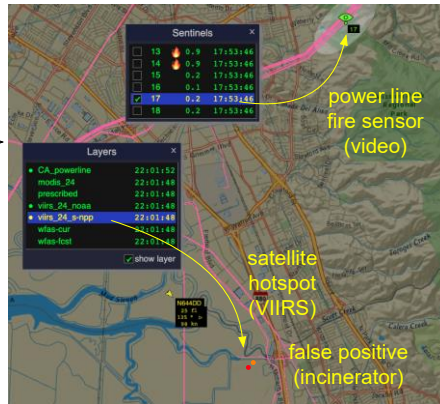 Sentinels
13 0.9 17:53:46
14 0.9 17:53:46
15 0.2 17:53:46
16 0.1 17:53:46
17 0.2 17:53:46
18 0.2 17:53:46
17
power line
fire sensor
(video)
Layers
CA_powerline 22:01:52
modis_24 22:01:48
prescribed 22:01:48
viirs_24_noaa 22:01:48
viirs_24_s-npp 22:01:48
wfas-cur 22:01:48
wfas-fcst 22:01:48
show layer
satellite
hotspot
(VIIRS)
Mud Slough
N644DD
false positive
(incinerator)